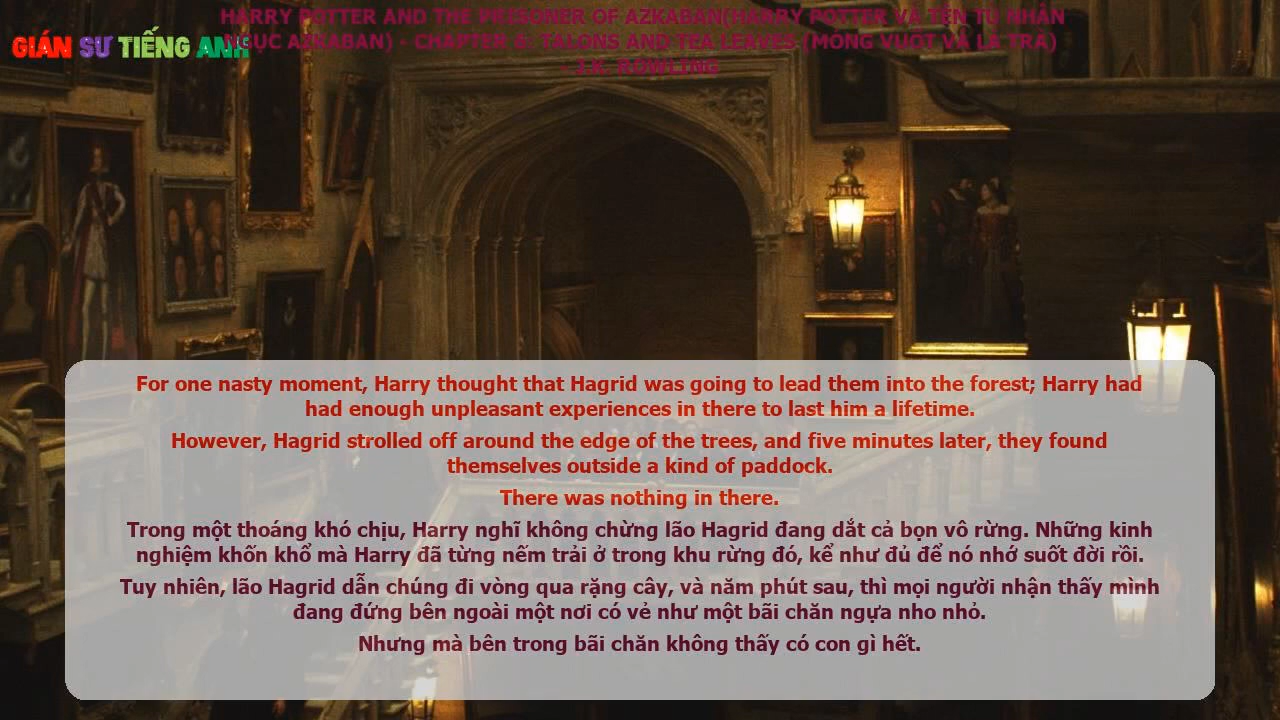 HARRY POTTER AND THE PRISONER OF AZKABAN(HARRY POTTER VÀ TÊN TÙ NHÂN
GIÁN SỨ TIẾNG ANH
NGỤC AZKABAN) - CHAPTER 6: TALONS AND TEA LEAVES (MÓNG VUỐT VÀ LÁ TRÀ)
- J.K. ROWLING
For one nasty moment, Harry thought that Hagrid was going to lead them into the forest; Harry had
had enough unpleasant experiences in there to last him a lifetime.
However, Hagrid strolled off around the edge of the trees, and five minutes later, they found
themselves outside a kind of paddock.
There was nothing in there.
Trong một thoáng khó chịu, Harry nghĩ không chừng lão Hagrid đang dắt cả bọn vô rừng. Những kinh
nghiệm khốn khổ mà Harry đã từng nếm trải ở trong khu rừng đó, kể như đủ để nó nhớ suốt đời rồi.
Tuy nhiên, lão Hagrid dẫn chúng đi vòng qua rặng cây, và năm phút sau, thì mọi người nhận thấy mình
đang đứng bên ngoài một nơi có vẻ như một bãi chăn ngựa nho nhỏ.
Nhưng mà bên trong bãi chăn không thấy có con gì hết.